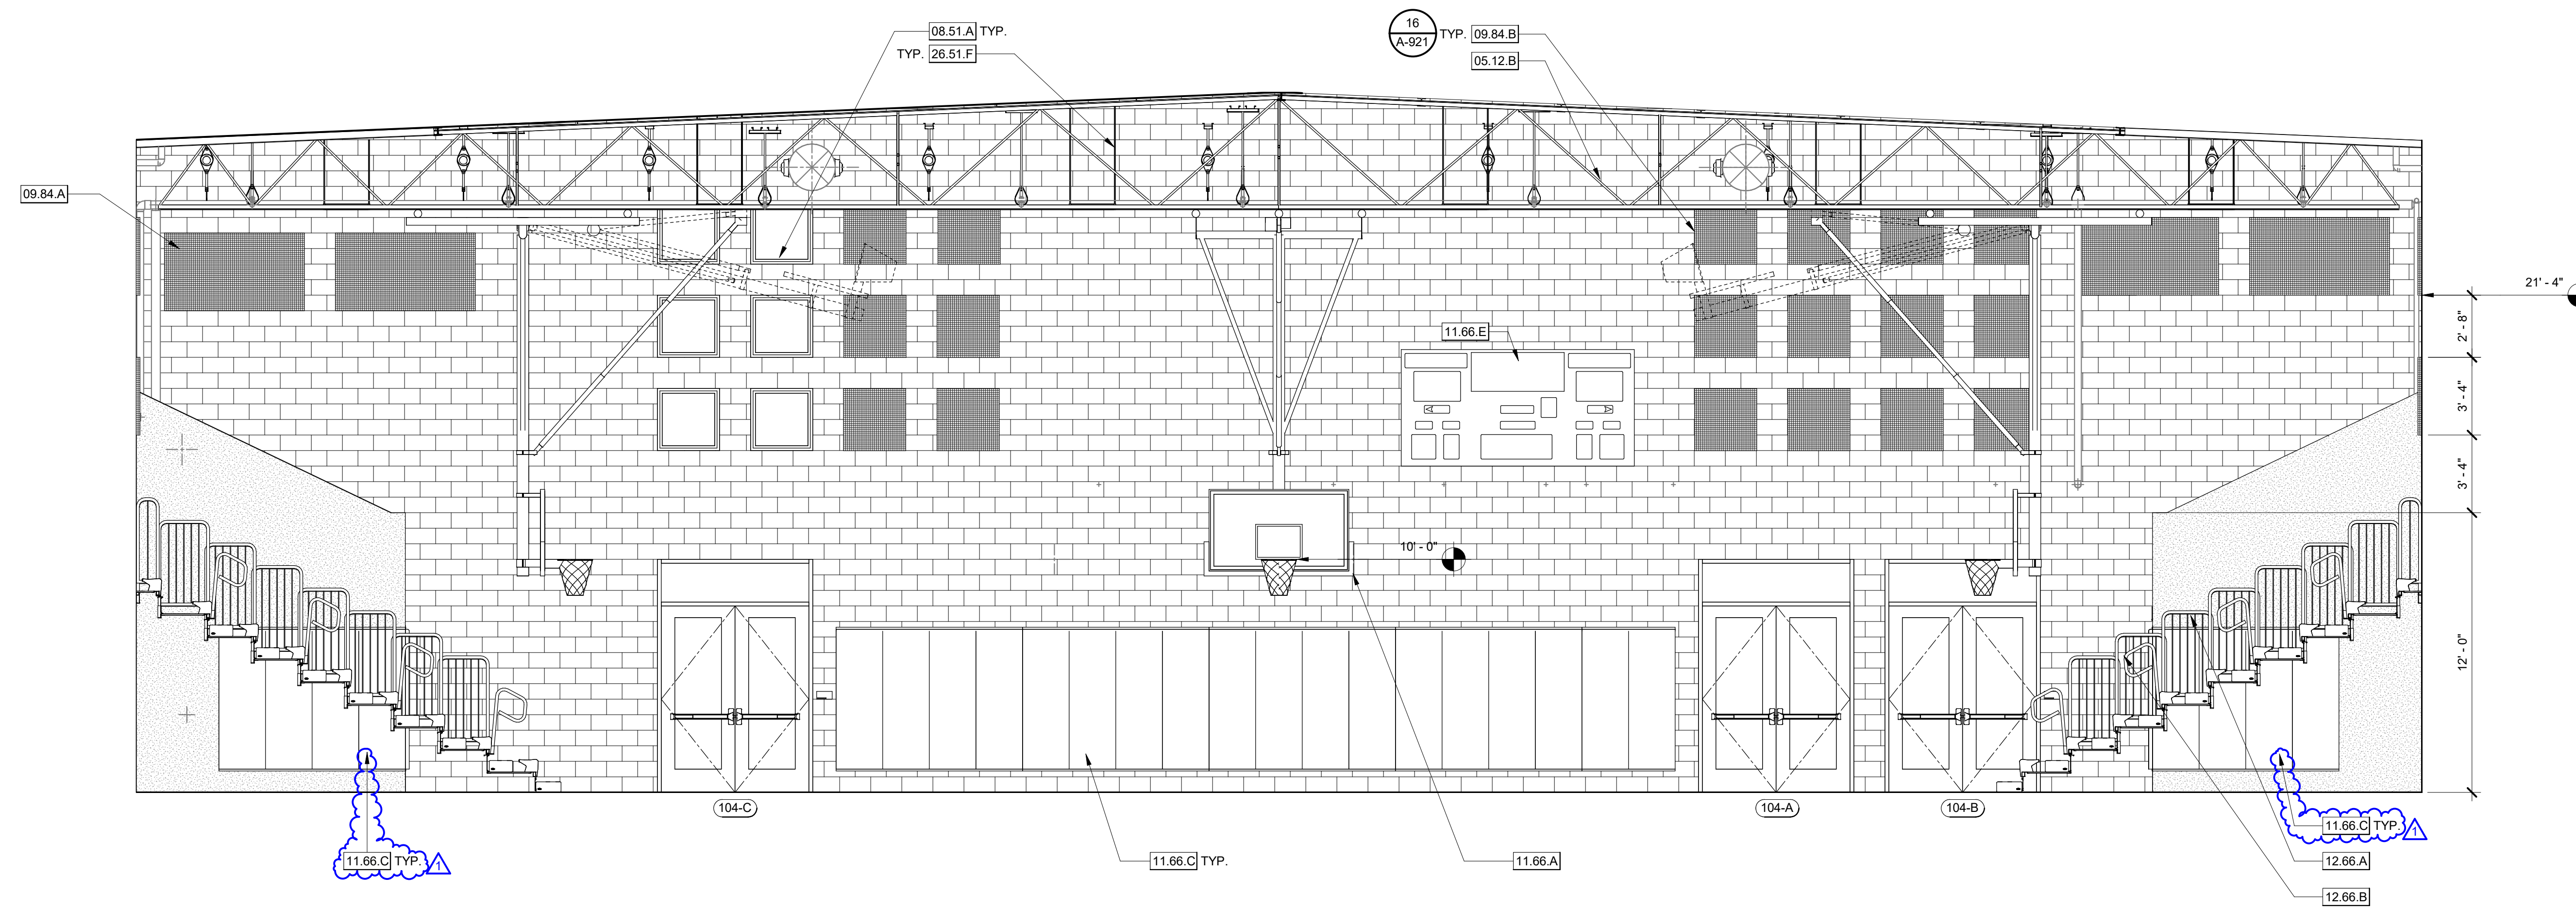 16
A-921
08.51.A TYP.
TYP. 09.84.B
TYP. 26.51.F
05.12.B
09.84.A
21' - 4"
2' - 8"
11.66.E
3' - 4"
3' - 4"
10' - 0"
12' - 0"
104-C
104-A
104-B
11.66.C TYP. 1
11.66.C TYP. 1
11.66.C TYP.
11.66.A
12.66.A
12.66.B